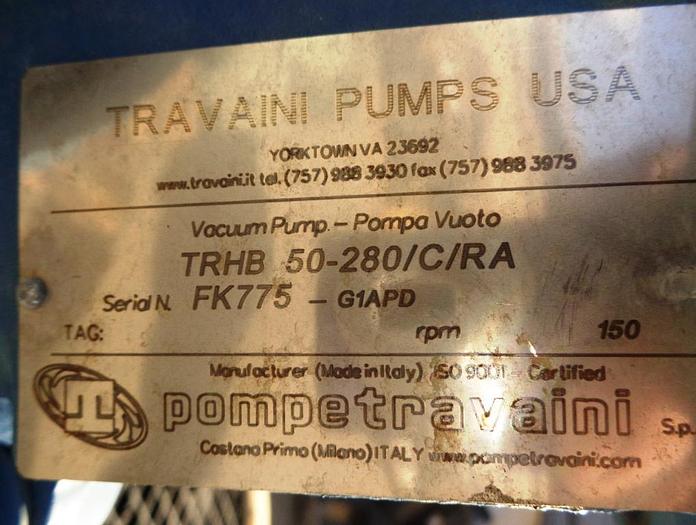 TRAVAINI PUMPS USA
YORKTOWN VA 23692
www.travaini.it tel. (757) 988 3930 fax (757) 988 3975
Vacuum Pump. - Pompa Vuoto
TRHB 50-280/C/RA
Serial N. FK775 - G1APD
TAG: rpm 150
Manufacturer (Made in Italy) ISO 9001 - Certified
pompetravaini S.p.
Castano Primo (Milano) ITALY www.pompetravaini.com